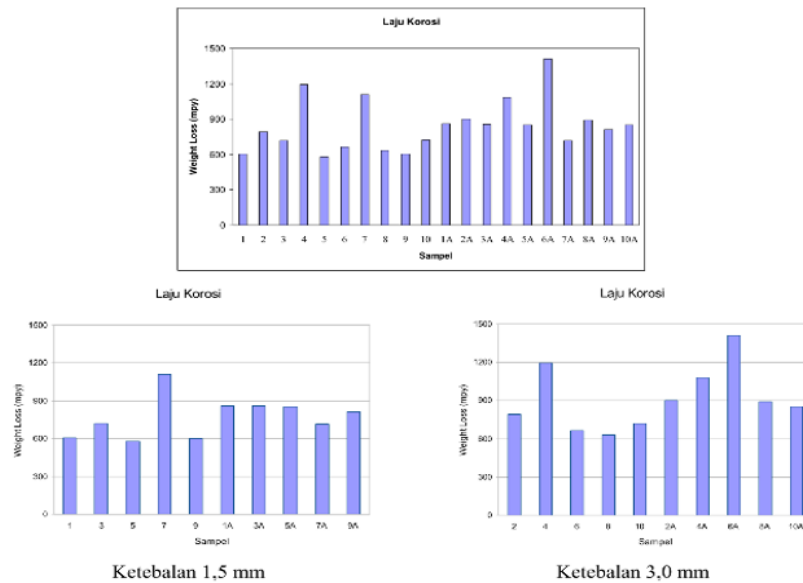 Laju Korosi
1500
1200
900
600
300
0
Weight Loss (mpy)
1 2 3 4 5 6 7 8 9 10 1A 2A 3A 4A 5A 6A 7A 8A 9A 10A
Sampel
Laju Korosi
1500
1200
900
600
300
0
Weight Loss (mpy)
1 3 5 7 9 1A 3A 5A 7A 9A
Sampel
Ketebalan 1,5 mm
Laju Korosi
1500
1200
900
600
300
0
Weight Loss (mpy)
2 4 6 8 10 2A 4A 6A 8A 10A
Sampel
Ketebalan 3,0 mm